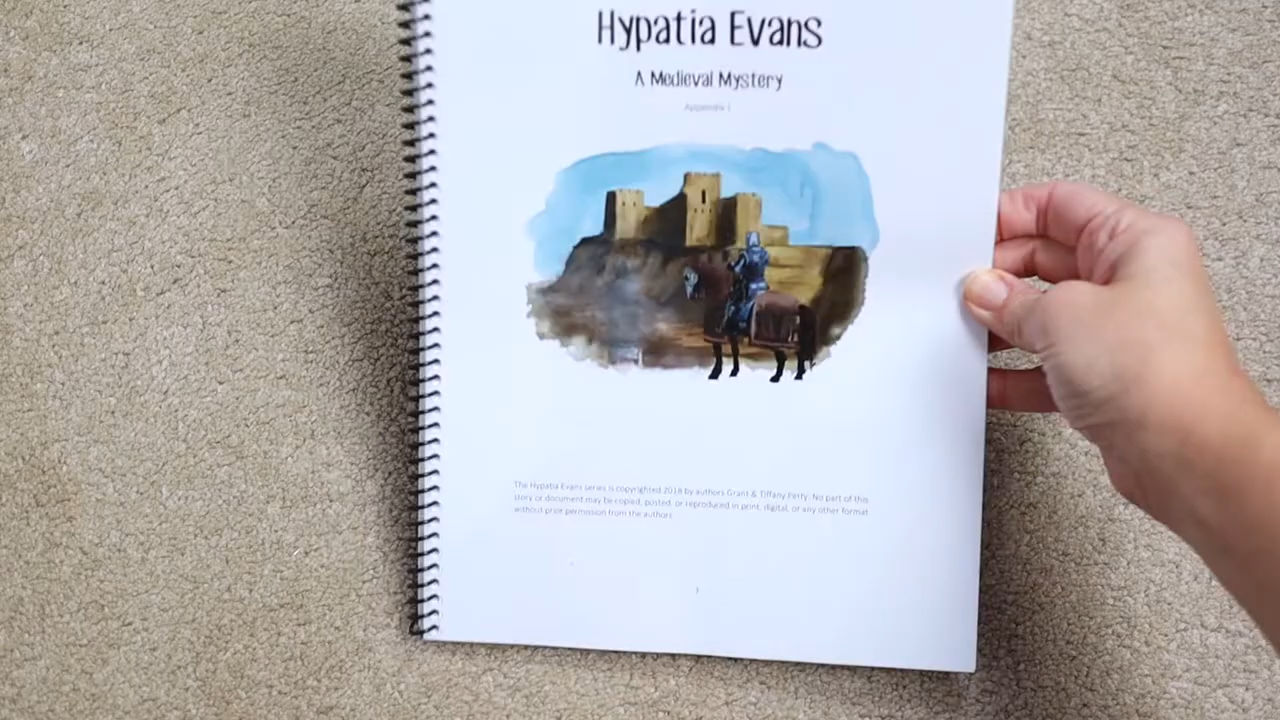 Hypatia Evans
A Medieval Mystery
Appendix I
The Hypatia Evans series is copyrighted 2018 by authors Grant & Tiffany Perry. No part of this
story or document may be copied, posted, or reproduced in print, digital, or any other format
without prior permission from the authors.